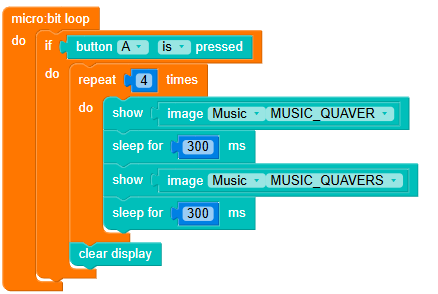 micro:bit loop
do if button A is pressed
do repeat 4 times
do show image Music MUSIC_QUAVER
sleep for 300 ms
show image Music MUSIC_QUAVERS
sleep for 300 ms
clear display